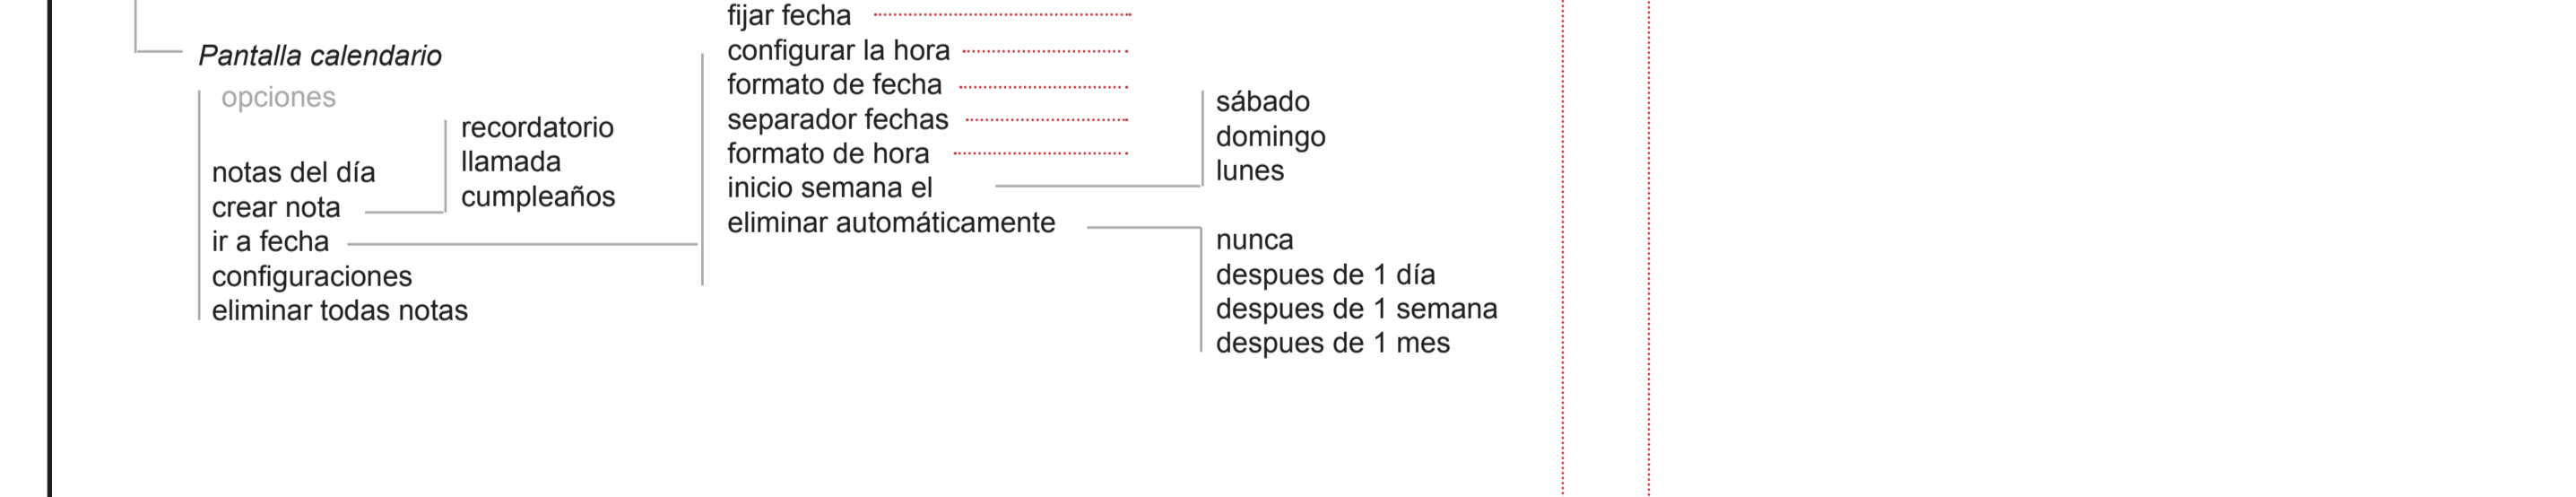 Pantalla calendario
opciones
notas del día
crear nota
ir a fecha
configuraciones
eliminar todas notas
recordatorio
llamada
cumpleaños
fijar fecha
configurar la hora
formato de fecha
separador fechas
formato de hora
inicio semana el
eliminar automáticamente
sábado
domingo
lunes
nunca
despues de 1 día
despues de 1 semana
despues de 1 mes